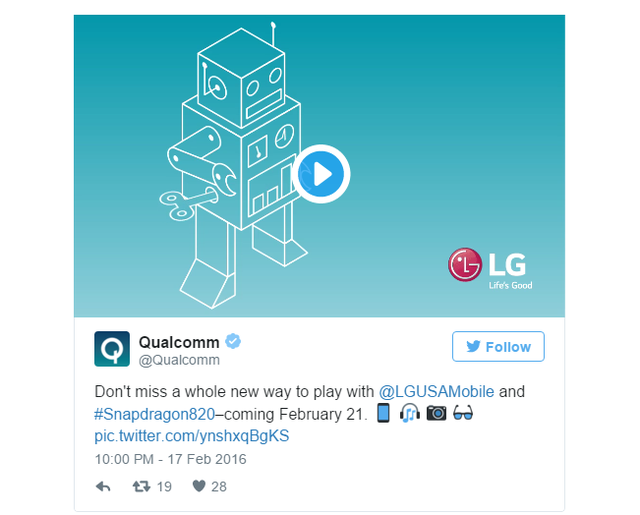 LG
Life's Good
Qualcomm
@Qualcomm
Follow
Don't miss a whole new way to play with @LGUSAMobile and
#Snapdragon820–coming February 21.
pic.twitter.com/ynshxqBgKS
10:00 PM - 17 Feb 2016
19 28